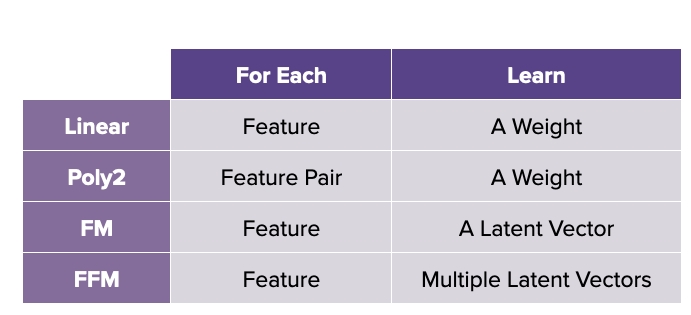 For Each Learn
Linear Feature A Weight
Poly2 Feature Pair A Weight
FM Feature A Latent Vector
FFM Feature Multiple Latent Vectors